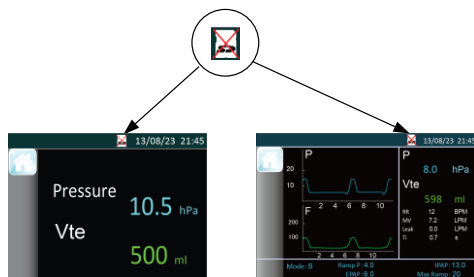 13/08/23 21:45
Pressure
10.5 hPa
Vte
500 ml
13/08/23 21:45
P
20
10
2 4 6 8 10
F
200
100
2 4 6 8 10
P
8.0 hPa
Vte
598 ml
RR 12 BPM
MV 7.2 LPM
Leak 0.0 LPM
Ti 0.7 s
Mode: S Ramp P: 4.0 IPAP: 13.0
EPAP: 6.0 Max Ramp: 20